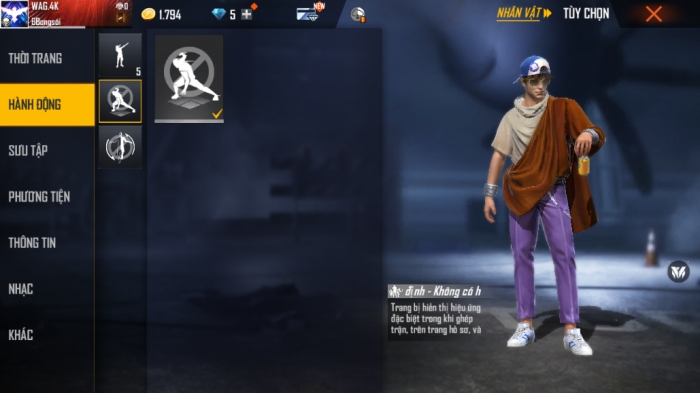 WAG.4K
1.794
5
NEW
NHÂN VẬT
TÙY CHỌN
GBongsoi
THỜI TRANG
5
HÀNH ĐỘNG
SƯU TẬP
PHƯƠNG TIỆN
THÔNG TIN
NHẠC
KHÁC
định - Không có h
Trang bị hiển thị hiệu ứng
đặc biệt trong khi ghép
trận, trên trang hồ sơ, và